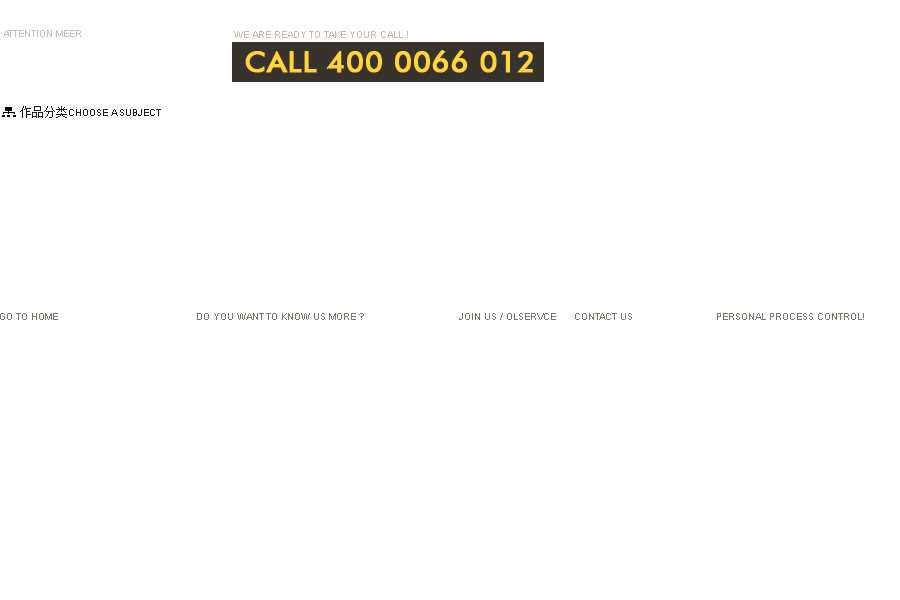 ATTENTION MEER
WE ARE READY TO TAKE YOUR CALL !
CALL 400 0066 012
作品分类CHOOSE A SUBJECT
GO TO HOME
DO YOU WANT TO KNOW US MORE ?
JOIN US / OLSERVCE
CONTACT US
PERSONAL PROCESS CONTROL!